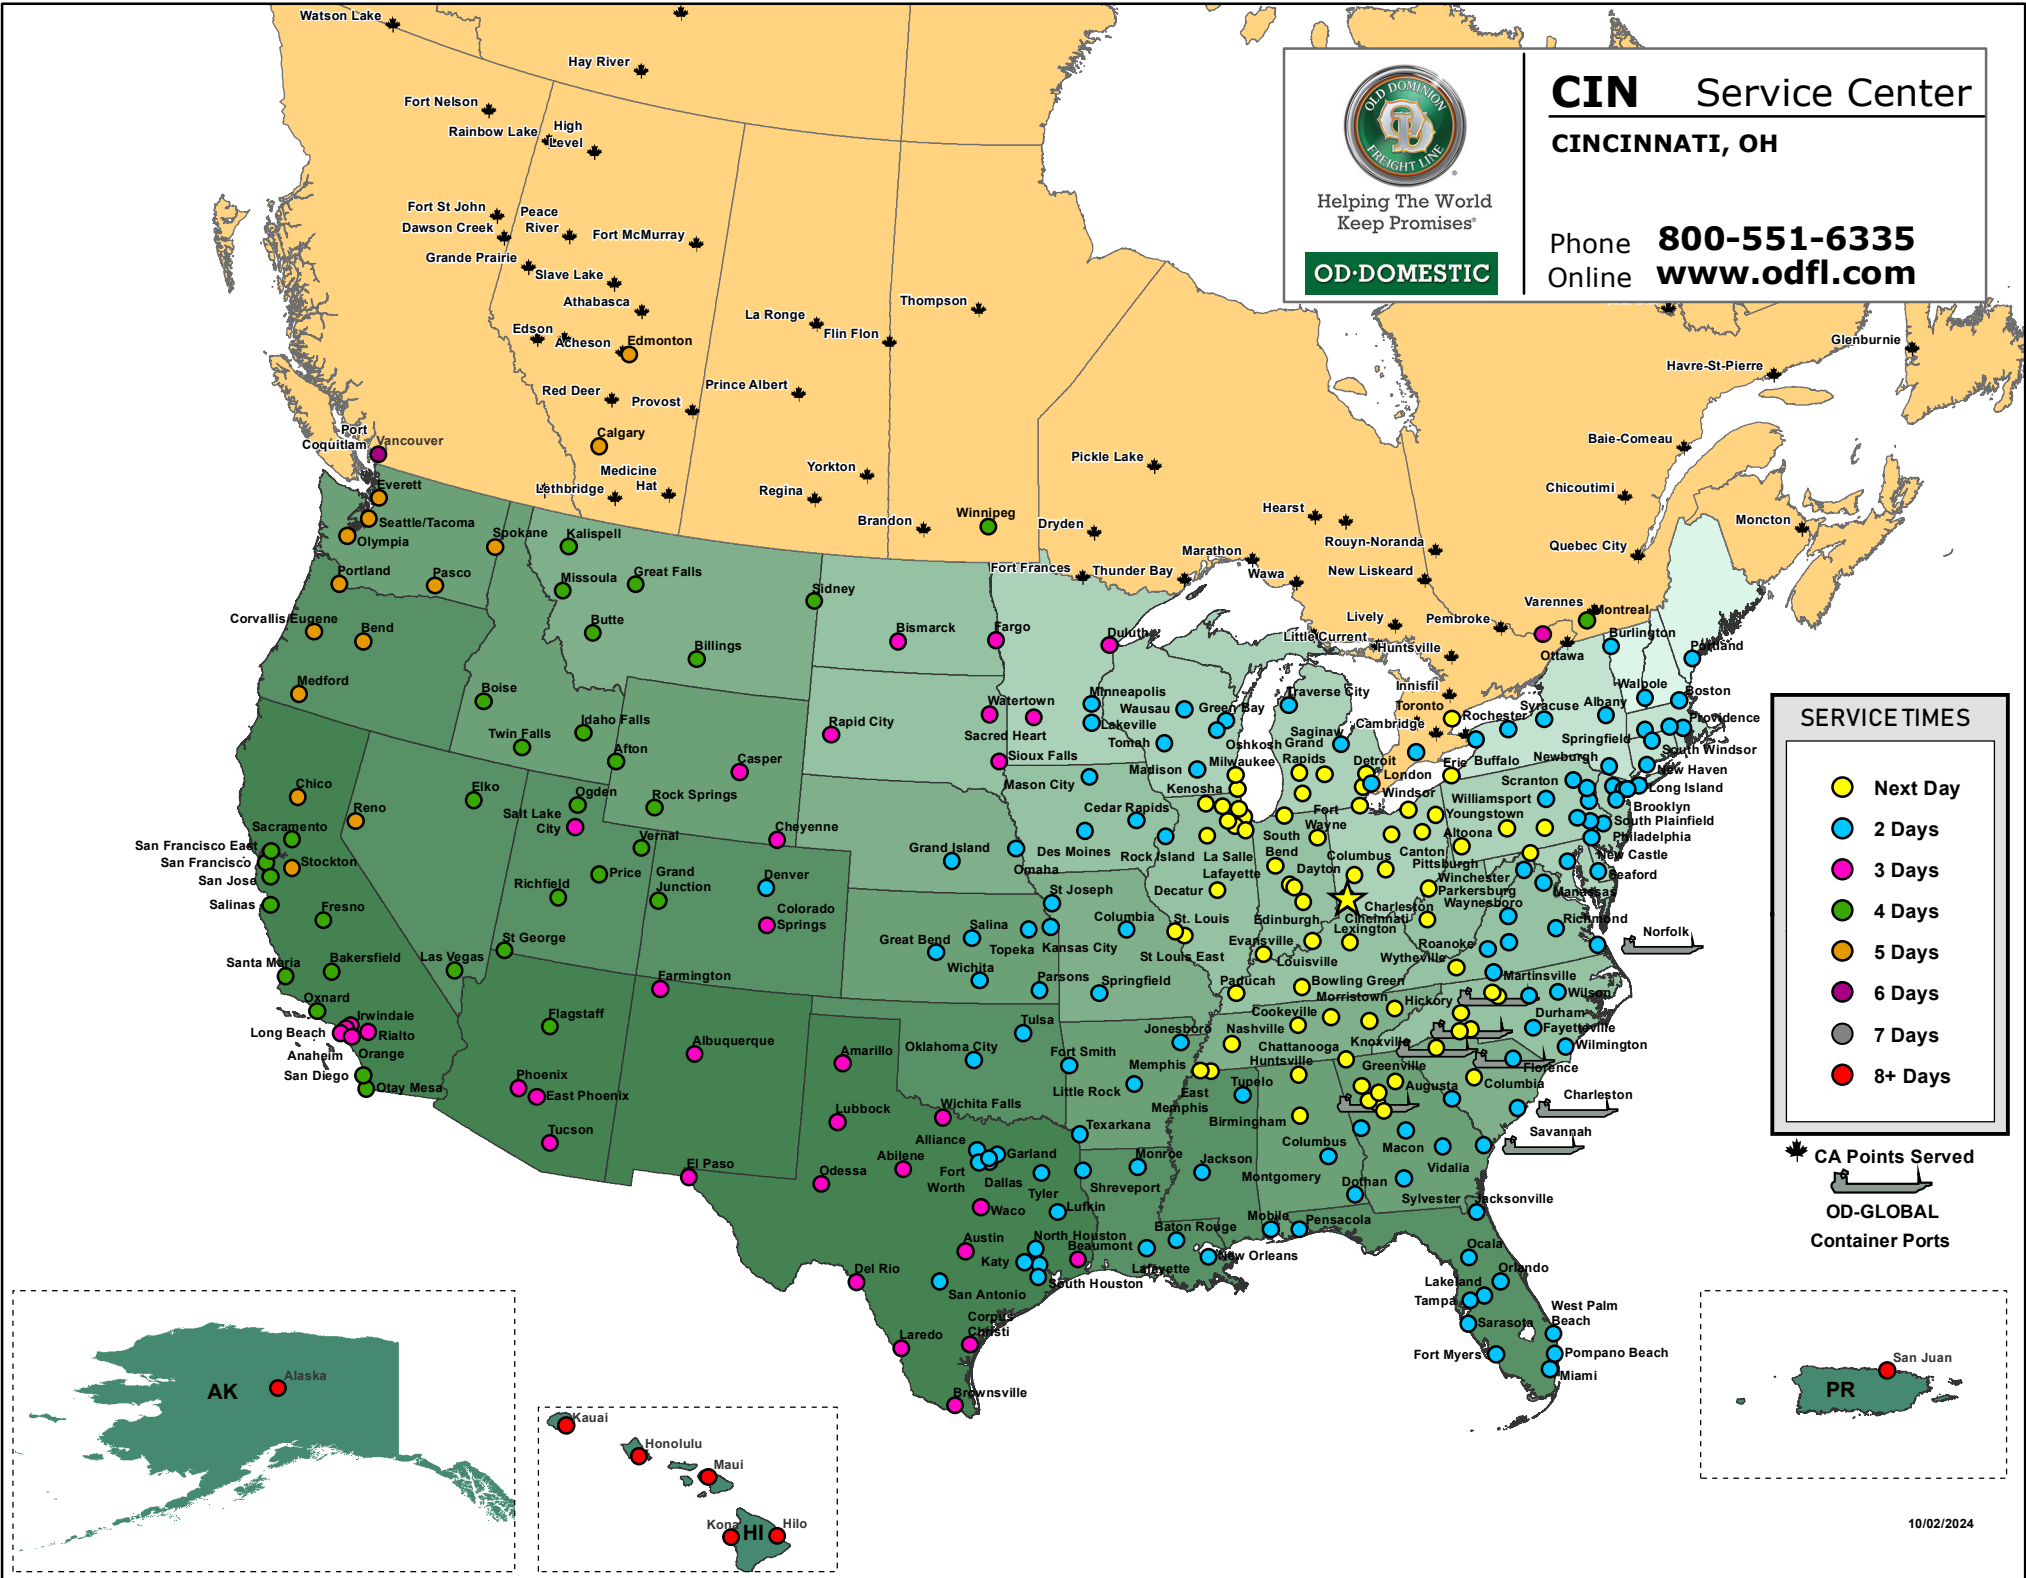 Watson Lake
Hay River
Fort Nelson
Rainbow Lake
High
Level
Fort St John
Dawson Creek
Peace
River
Fort McMurray
Grande Prairie
Slave Lake
Athabasca
Edson
Acheson
Edmonton
La Ronge
Flin Flon
Thompson
Red Deer
Provost
Prince Albert
Calgary
Port
Coquitlam
Vancouver
Medicine
Hat
Lethbridge
Yorkton
Regina
Brandon
Winnipeg
Dryden
Pickle Lake
Fort Frances
Thunder Bay
Marathon
Wawa
Hearst
Rouyn-Noranda
New Liskeard
Lively
Little Current
Pembroke
Huntsville
Innisfil
Toronto
Cambridge
London
Windsor
Ottawa
Varennes
Montreal
Quebec City
Chicoutimi
Baie-Comeau
Havre-St-Pierre
Glenburnie
Moncton
OLD DOMINION
FREIGHT LINE
Helping The World
Keep Promises®
OD·DOMESTIC
CIN Service Center
CINCINNATI, OH
Phone 800-551-6335
Online www.odfl.com
Everett
Seattle/Tacoma
Olympia
Spokane
Portland
Pasco
Corvallis/Eugene
Bend
Medford
Kalispell
Missoula
Great Falls
Butte
Billings
Sidney
Boise
Idaho Falls
Twin Falls
Afton
Casper
Rock Springs
Cheyenne
Chico
Reno
Elko
Sacramento
San Francisco East
San Francisco
Stockton
San Jose
Salinas
Fresno
Santa Maria
Bakersfield
Oxnard
Irwindale
Long Beach
Rialto
Anaheim
Orange
San Diego
Otay Mesa
Las Vegas
Ogden
Salt Lake
City
Vernal
Price
Richfield
St George
Grand
Junction
Denver
Colorado
Springs
Flagstaff
Phoenix
East Phoenix
Tucson
Farmington
Albuquerque
El Paso
Bismarck
Fargo
Duluth
Rapid City
Watertown
Sacred Heart
Sioux Falls
Minneapolis
Lakeville
Wausau
Green Bay
Tomah
Oshkosh
Madison
Milwaukee
Kenosha
Mason City
Cedar Rapids
Des Moines
Rock Island
Grand Island
Omaha
St Joseph
Salina
Great Bend
Topeka
Kansas City
Wichita
Parsons
Columbia
Springfield
St. Louis
St Louis East
La Salle
Decatur
Traverse City
Saginaw
Grand
Rapids
Detroit
South
Bend
Fort
Wayne
Lafayette
Edinburgh
Evansville
Dayton
Columbus
Canton
Youngstown
Cincinnati
Lexington
Louisville
Bowling Green
Paducah
Charleston
Parkersburg
Erie
Pittsburgh
Altoona
Williamsport
Scranton
Buffalo
Rochester
Syracuse
Albany
Burlington
Portland
Walpole
Boston
Providence
Springfield
South Windsor
Newburgh
New Haven
Long Island
Brooklyn
South Plainfield
Philadelphia
New Castle
Seaford
Winchester
Manassas
Waynesboro
Richmond
Norfolk
Roanoke
Wytheville
Martinsville
Wilson
Durham
Fayetteville
Wilmington
Hickory
Morristown
Cookeville
Nashville
Knoxville
Chattanooga
Huntsville
Greenville
Florence
Columbia
Augusta
Charleston
Savannah
Macon
Vidalia
Columbus
Sylvester
Birmingham
Montgomery
Dothan
Mobile
Pensacola
Jonesboro
Memphis
East
Memphis
Tupelo
Jackson
Fort Smith
Little Rock
Tulsa
Oklahoma City
Amarillo
Lubbock
Wichita Falls
Texarkana
Alliance
Garland
Abilene
Fort
Worth
Dallas
Tyler
Odessa
Waco
Lufkin
Monroe
Shreveport
Austin
North Houston
Beaumont
Katy
South Houston
San Antonio
Del Rio
Corpus
Christi
Laredo
Brownsville
Baton Rouge
Lafayette
New Orleans
Jacksonville
Ocala
Orlando
Lakeland
Tampa
Sarasota
Fort Myers
West Palm
Beach
Pompano Beach
Miami
SERVICE TIMES
Next Day
2 Days
3 Days
4 Days
5 Days
6 Days
7 Days
8+ Days
CA Points Served
OD-GLOBAL
Container Ports
AK
Alaska
Kauai
Honolulu
Maui
Kona
HI
Hilo
San Juan
PR
10/02/2024